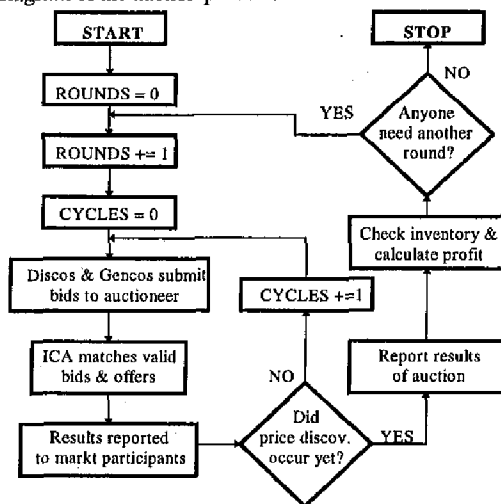 START
STOP
ROUNDS = 0
NO
YES
Anyone
need another
round?
ROUNDS += 1
CYCLES = 0
Check inventory &
calculate profit
Discos & Gencos submit
bids to auctioneer
CYCLES +=1
ICA matches valid
bids & offers
Report results
of auction
NO
Did
price discov.
occur yet?
YES
Results reported
to markt participants